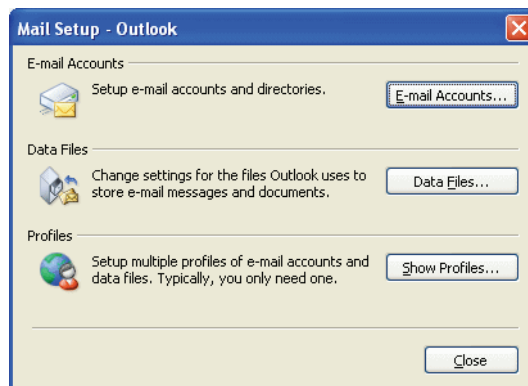 Mail Setup - Outlook
E-mail Accounts
Setup e-mail accounts and directories.
E-mail Accounts...
Data Files
Change settings for the files Outlook uses to
store e-mail messages and documents.
Data Files...
Profiles
Setup multiple profiles of e-mail accounts and
data files. Typically, you only need one.
Show Profiles...
Close